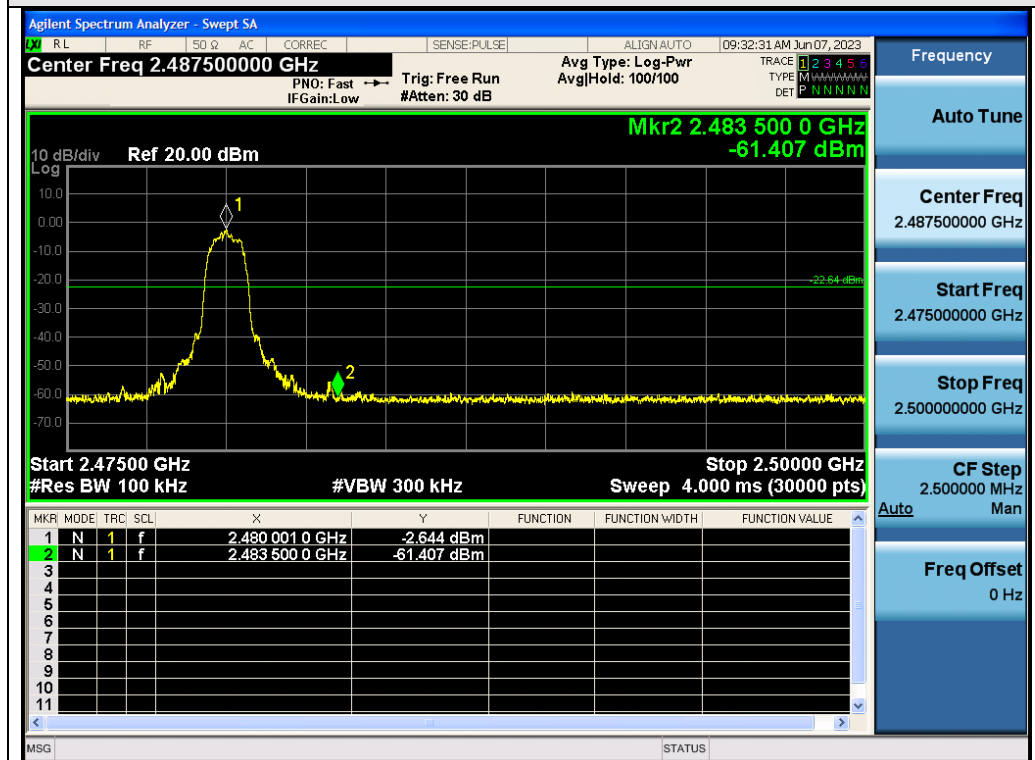 Agilent Spectrum Analyzer - Swept SA
LXI RL RF 50 Ω AC CORREC SENSE:PULSE ALIGN AUTO 09:32:31 AM Jun 07, 2023
Center Freq 2.487500000 GHz
PNO: Fast
IFGain:Low
Trig: Free Run
#Atten: 30 dB
Avg Type: Log-Pwr
Avg|Hold: 100/100
TRACE 1 2 3 4 5 6
TYPE M WWWWW
DET P N N N N N
Mkr2 2.483 500 0 GHz
-61.407 dBm
10 dB/div Ref 20.00 dBm
Log
10.0
0.00
-10.0
-20.0
-30.0
-40.0
-50.0
-60.0
-70.0
1
2
-22.64 dBm
Start 2.47500 GHz Stop 2.50000 GHz
#Res BW 100 kHz #VBW 300 kHz Sweep 4.000 ms (30000 pts)
MKR MODE TRC SCL X Y FUNCTION FUNCTION WIDTH FUNCTION VALUE
1 N 1 f 2.480 001 0 GHz -2.644 dBm
2 N 1 f 2.483 500 0 GHz -61.407 dBm
3
4
5
6
7
8
9
10
11
MSG STATUS
Frequency
Auto Tune
Center Freq
2.487500000 GHz
Start Freq
2.475000000 GHz
Stop Freq
2.500000000 GHz
CF Step
2.500000 MHz
Auto Man
Freq Offset
0 Hz